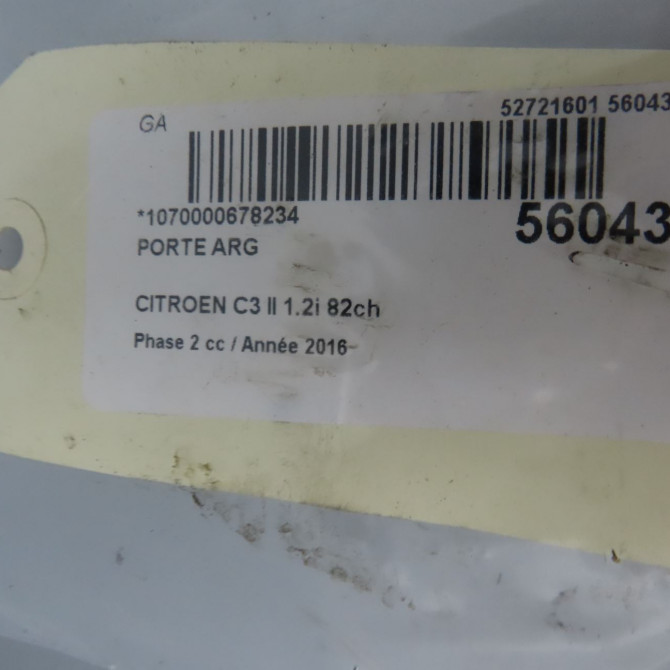 GA
52721601 56043
*1070000678234
56043
PORTE ARG
CITROEN C3 II 1.2i 82ch
Phase 2 cc / Année 2016